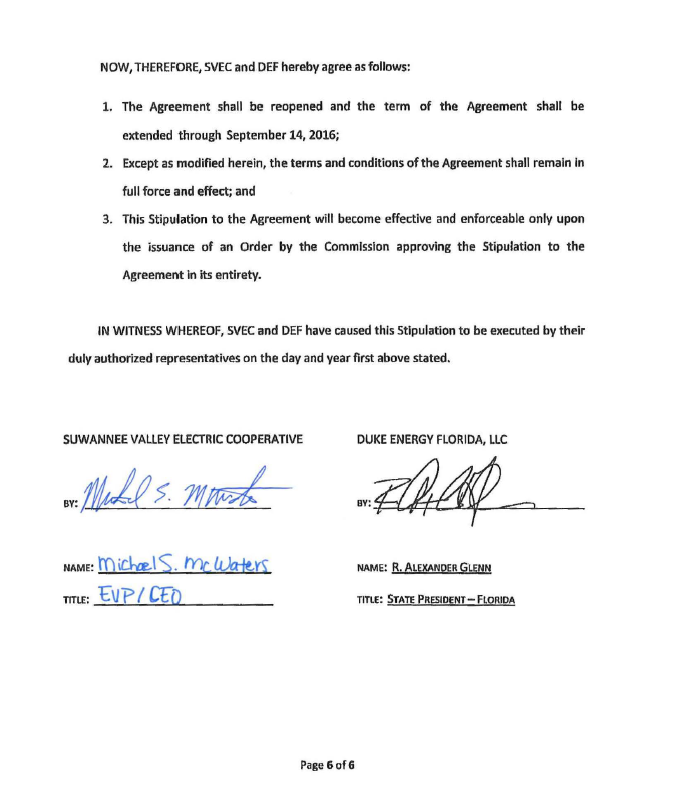 NOW, THEREFORE, SVEC and DEF hereby agree as follows:
1. The Agreement shall be reopened and the term of the Agreement shall be
extended through September 14, 2016;
2. Except as modified herein, the terms and conditions of the Agreement shall remain in
full force and effect; and
3. This Stipulation to the Agreement will become effective and enforceable only upon
the issuance of an Order by the Commission approving the Stipulation to the
Agreement in its entirety.
IN WITNESS WHEREOF, SVEC and DEF have caused this Stipulation to be executed by their
duly authorized representatives on the day and year first above stated.
SUWANNEE VALLEY ELECTRIC COOPERATIVE
BY:
NAME: Michael S. McWaters
TITLE: EVP/CEO
DUKE ENERGY FLORIDA, LLC
BY:
NAME: R. ALEXANDER GLENN
TITLE: STATE PRESIDENT – FLORIDA
Page 6 of 6